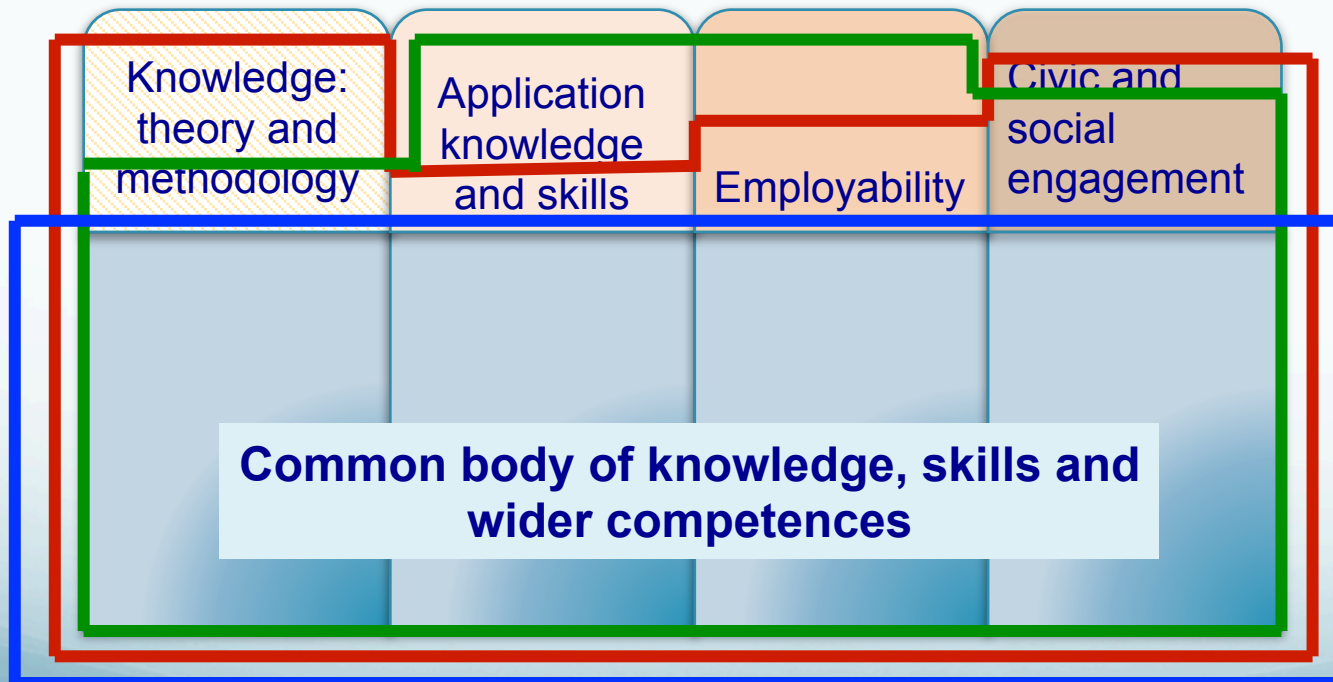 Knowledge:
theory and
methodology
Application
knowledge
and skills
Employability
Civic and
social
engagement
Common body of knowledge, skills and
wider competences